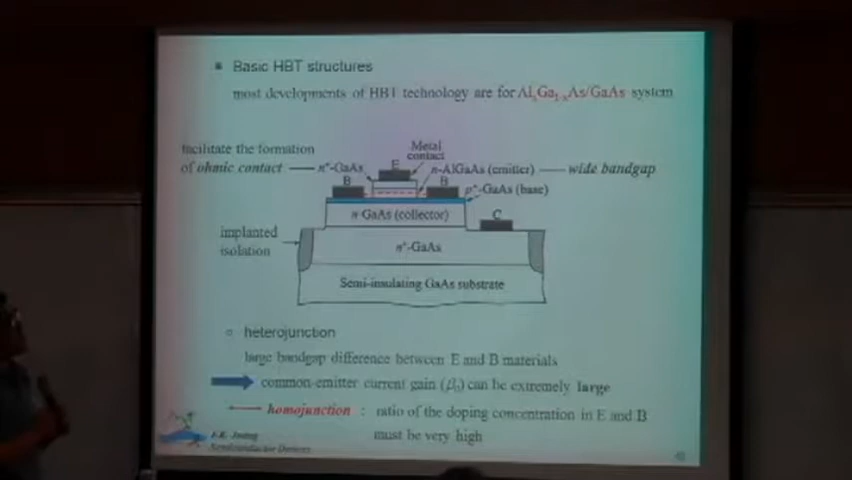 Basic HBT structures
most developments of HBT technology are for AlxGa1-xAs/GaAs system
facilitate the formation
of ohmic contact
n+-GaAs
Metal
contact
E
n-AlGaAs (emitter)
wide bandgap
B
B
p+-GaAs (base)
n-GaAs (collector)
C
implanted
isolation
n+-GaAs
Semi-insulating GaAs substrate
heterojunction
large bandgap difference between E and B materials
common-emitter current gain (β0) can be extremely large
homojunction : ratio of the doping concentration in E and B
must be very high
Semiconductor Devices